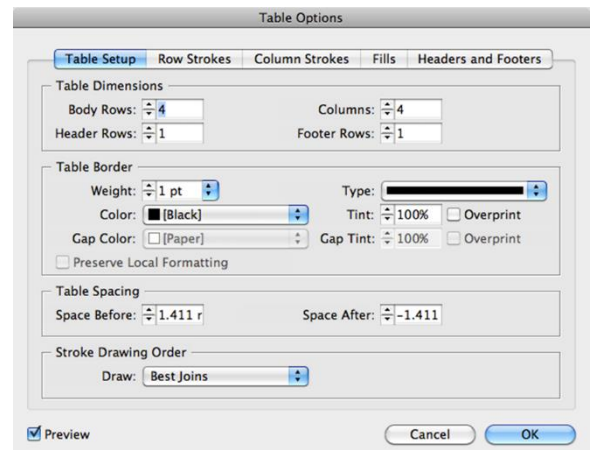 Table Options
Table Setup Row Strokes Column Strokes Fills Headers and Footers
Table Dimensions
Body Rows: 4 Columns: 4
Header Rows: 1 Footer Rows: 1
Table Border
Weight: 1 pt Type:
Color: [Black] Tint: 100% Overprint
Gap Color: [Paper] Gap Tint: 100% Overprint
Preserve Local Formatting
Table Spacing
Space Before: 1.411 r Space After: -1.411
Stroke Drawing Order
Draw: Best Joins
Preview Cancel OK